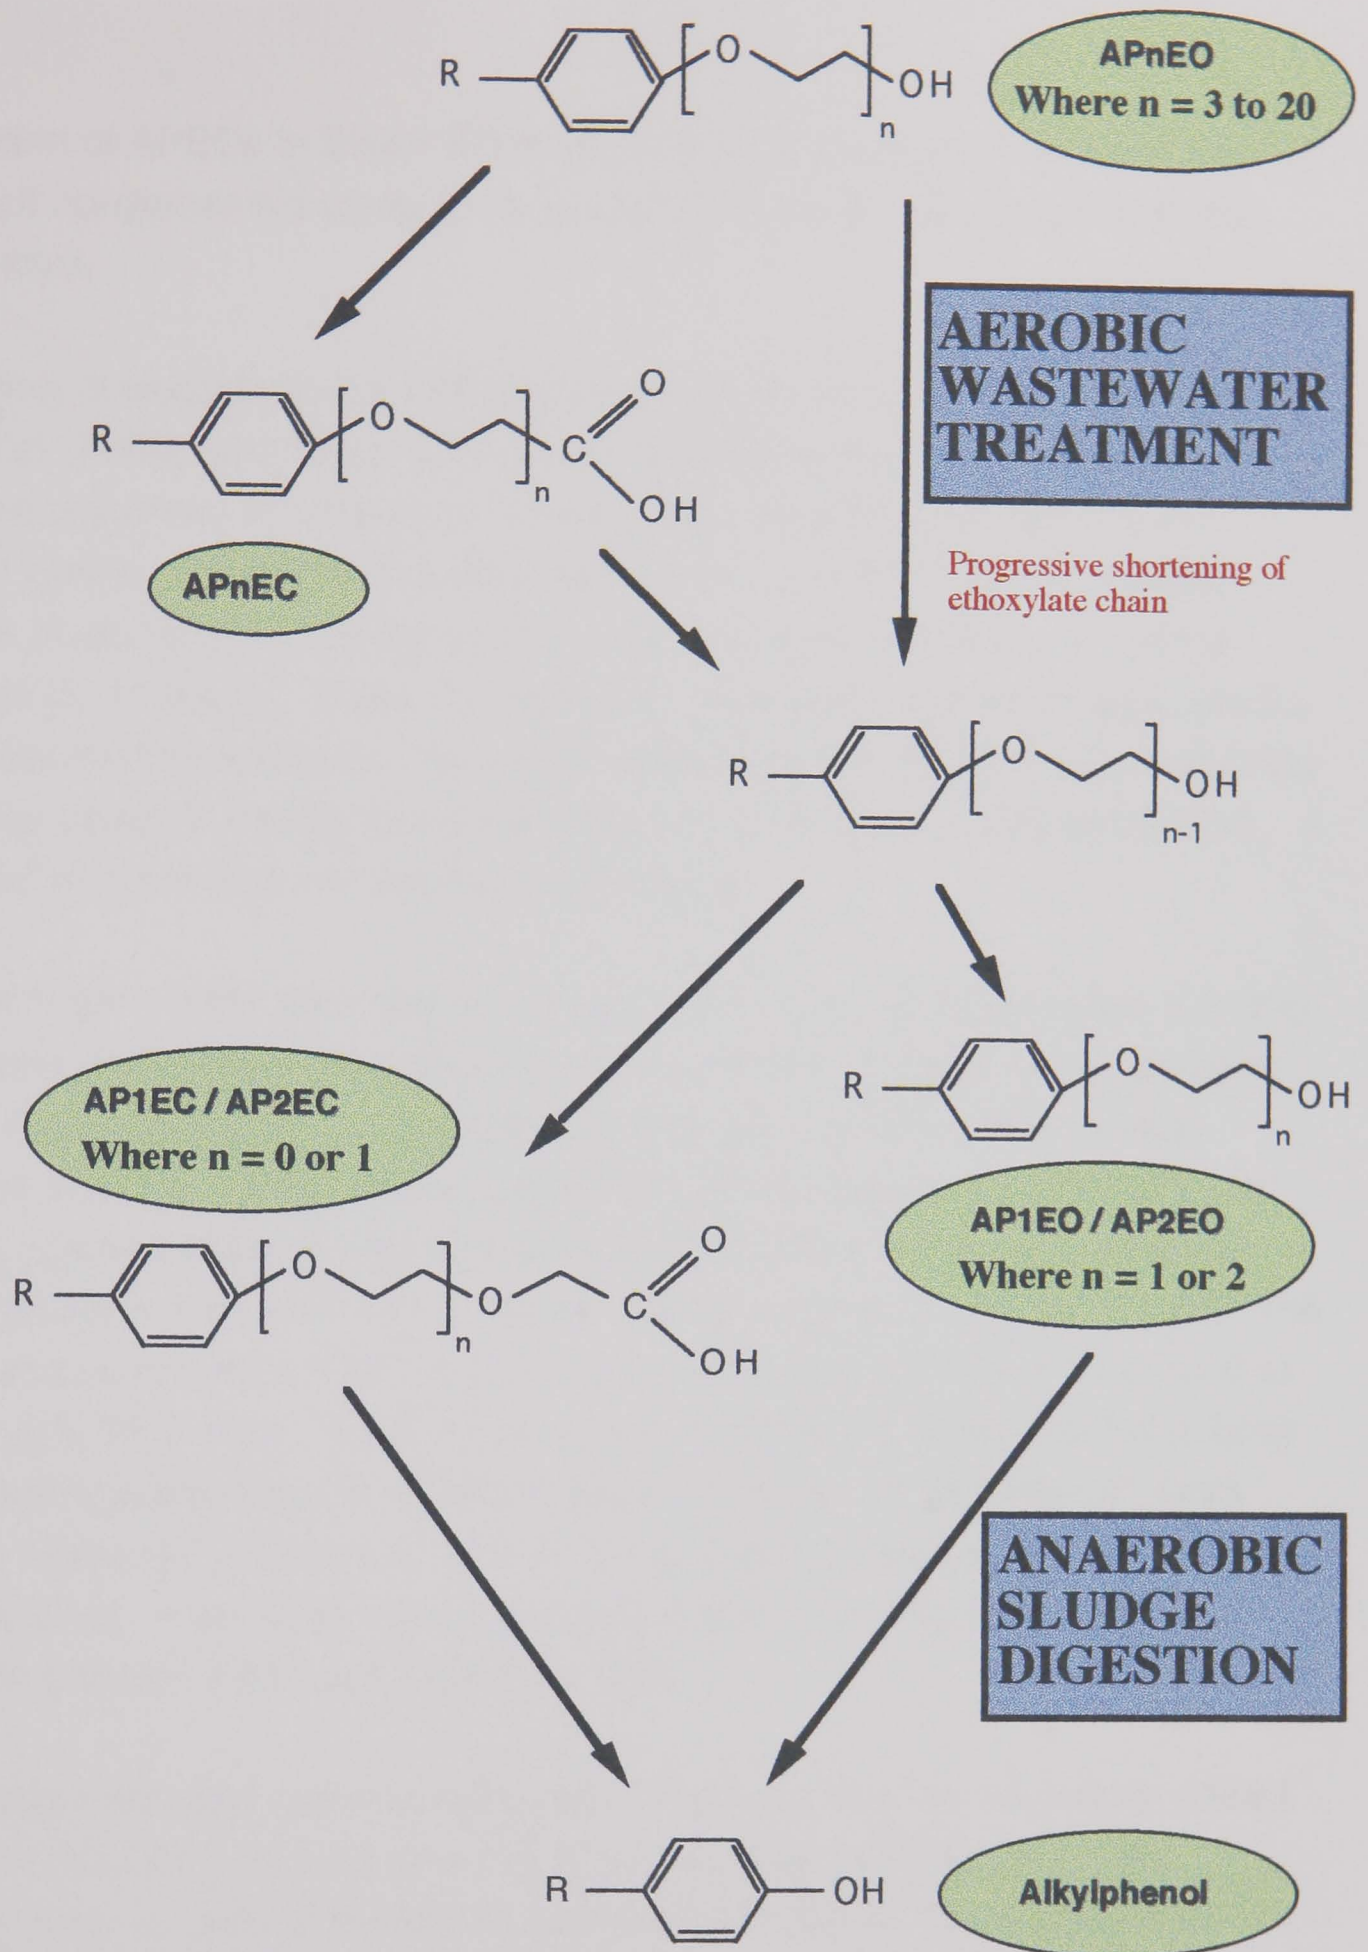 R
O
OH
n
APnEO
Where n = 3 to 20
AEROBIC
WASTEWATER
TREATMENT
R
O
C
O
OH
n
APnEC
Progressive shortening of
ethoxylate chain
R
O
OH
n-1
R
O
OH
n
AP1EC / AP2EC
Where n = 0 or 1
AP1EO / AP2EO
Where n = 1 or 2
R
O
n
O
C
O
OH
ANAEROBIC
SLUDGE
DIGESTION
R
OH
Alkylphenol